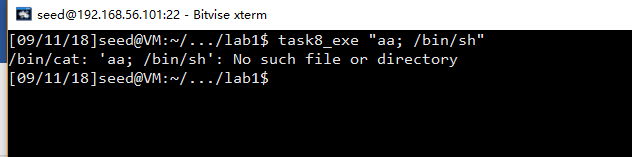 seed@192.168.56.101:22 - Bitvise xterm
[09/11/18]seed@VM:~/.../lab1$ task8_exe "aa; /bin/sh"
/bin/cat: 'aa; /bin/sh': No such file or directory
[09/11/18]seed@VM:~/.../lab1$